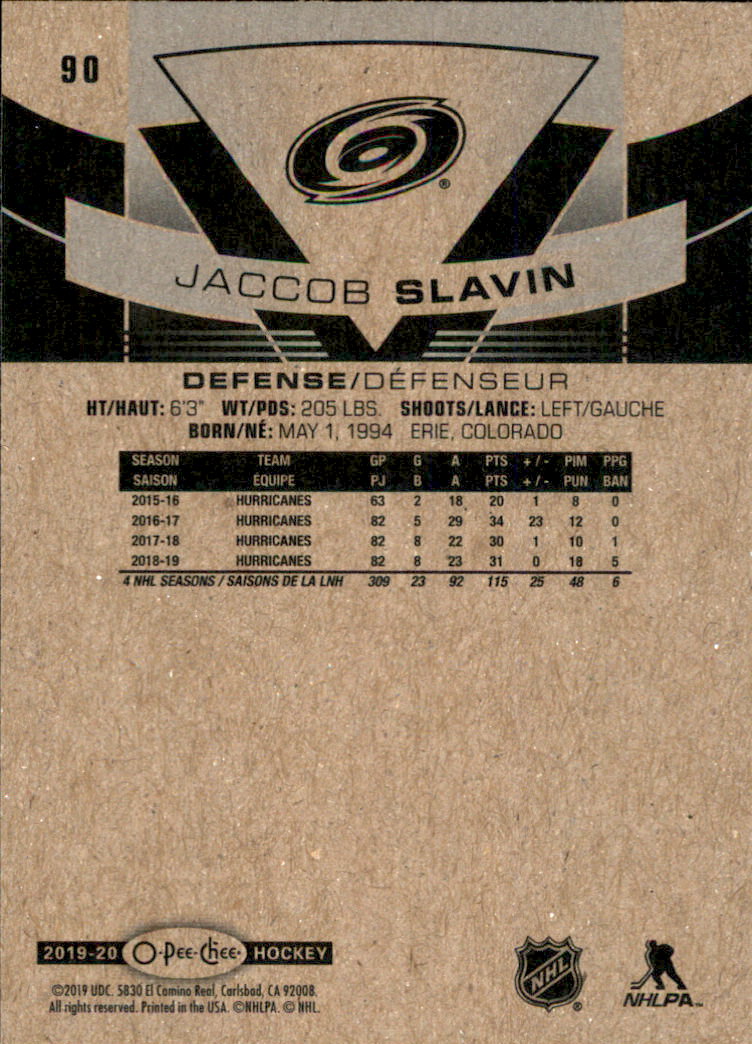 90
JACCOB SLAVIN
DEFENSE/DÉFENSEUR
HT/HAUT: 6'3" WT/PDS: 205 LBS. SHOOTS/LANCE: LEFT/GAUCHE
BORN/NÉ: MAY 1, 1994 ERIE, COLORADO
SEASON TEAM GP G A PTS +/- PIM PPG
SAISON ÉQUIPE PJ B A PTS +/- PUN BAN
2015-16 HURRICANES 63 2 18 20 1 8 0
2016-17 HURRICANES 82 5 29 34 23 12 0
2017-18 HURRICANES 82 8 22 30 1 10 1
2018-19 HURRICANES 82 8 23 31 0 18 5
4 NHL SEASONS / SAISONS DE LA LNH 309 23 92 115 25 48 6
2019-20 O-Pee-Chee HOCKEY
©2019 UDC. 5830 El Camino Real, Carlsbad, CA 92008.
All rights reserved. Printed in the USA. ©NHLPA. © NHL.
NHL ®
NHLPA™